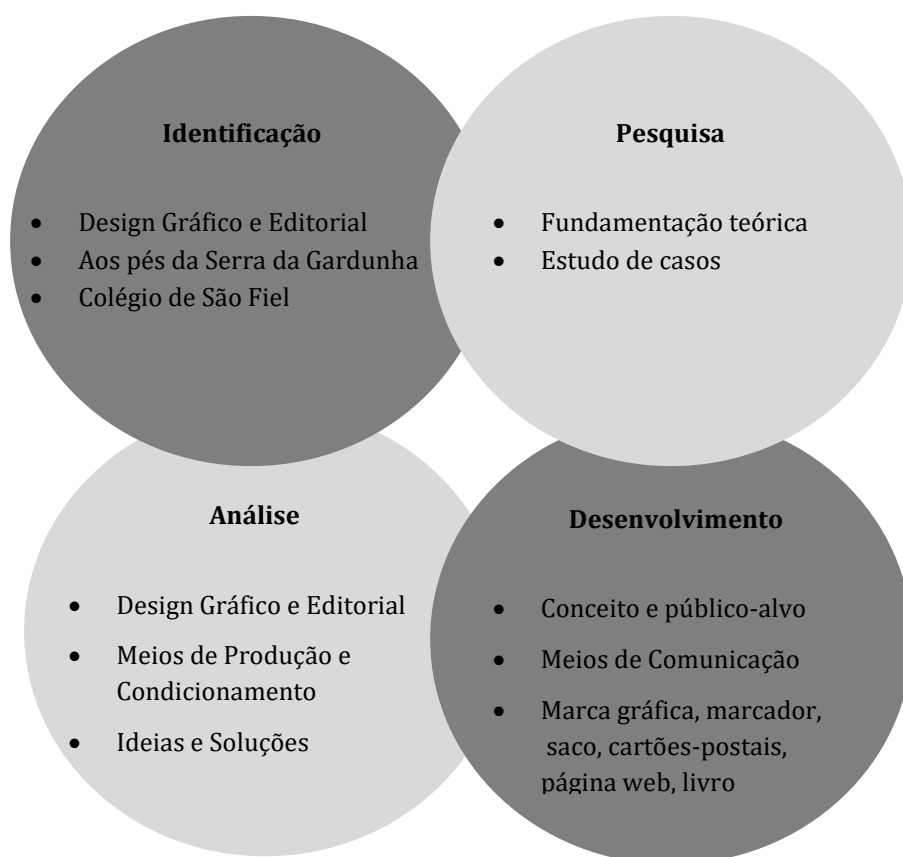 Identificação
• Design Gráfico e Editorial
• Aos pés da Serra da Gardunha
• Colégio de São Fiel
Pesquisa
• Fundamentação teórica
• Estudo de casos
Análise
• Design Gráfico e Editorial
• Meios de Produção e
Condicionamento
• Ideias e Soluções
Desenvolvimento
• Conceito e público-alvo
• Meios de Comunicação
• Marca gráfica, marcador,
saco, cartões-postais,
página web, livro